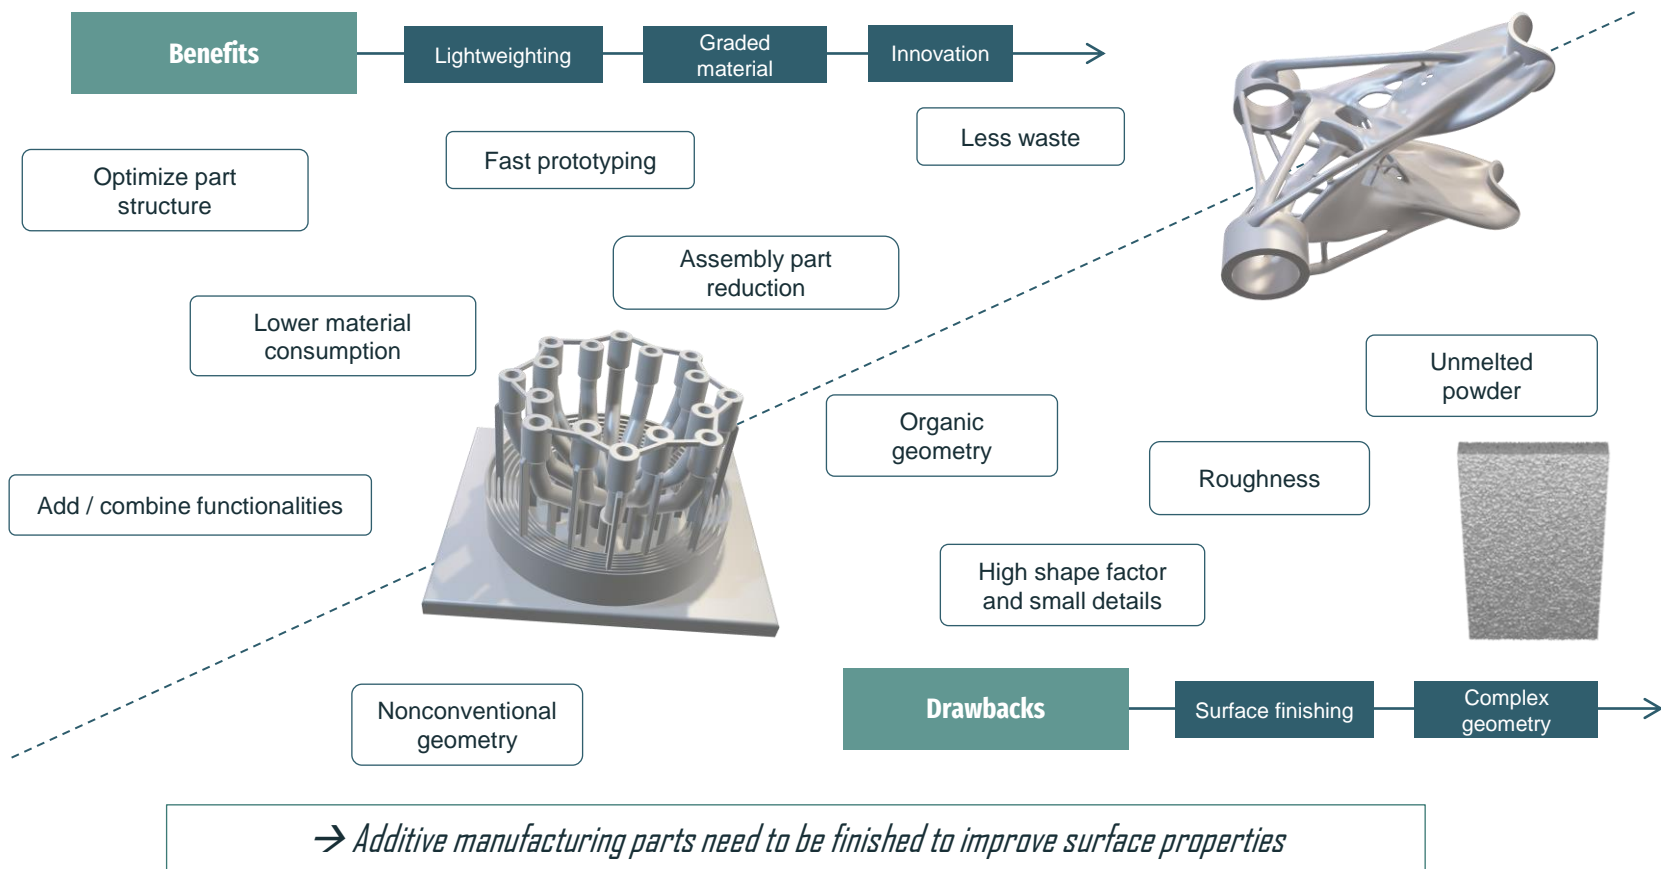 Benefits
Lightweighting
Graded
material
Innovation
Less waste
Fast prototyping
Optimize part
structure
Assembly part
reduction
Lower material
consumption
Unmelted
powder
Organic
geometry
Roughness
Add / combine functionalities
High shape factor
and small details
Nonconventional
geometry
Drawbacks
Surface finishing
Complex
geometry
→ Additive manufacturing parts need to be finished to improve surface properties